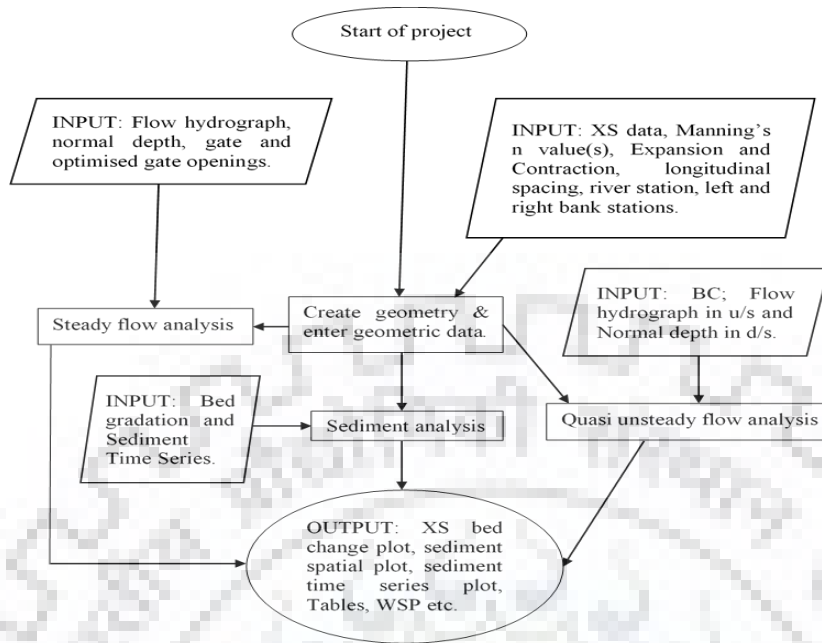 Start of project
INPUT: Flow hydrograph,
normal depth, gate and
optimised gate openings.
INPUT: XS data, Manning's
n value(s), Expansion and
Contraction, longitudinal
spacing, river station, left and
right bank stations.
Steady flow analysis
Create geometry &
enter geometric data.
INPUT: BC; Flow
hydrograph in u/s and
Normal depth in d/s.
INPUT: Bed
gradation and
Sediment
Time Series.
Sediment analysis
Quasi unsteady flow analysis
OUTPUT: XS bed
change plot, sediment
spatial plot, sediment
time series plot,
Tables, WSP etc.